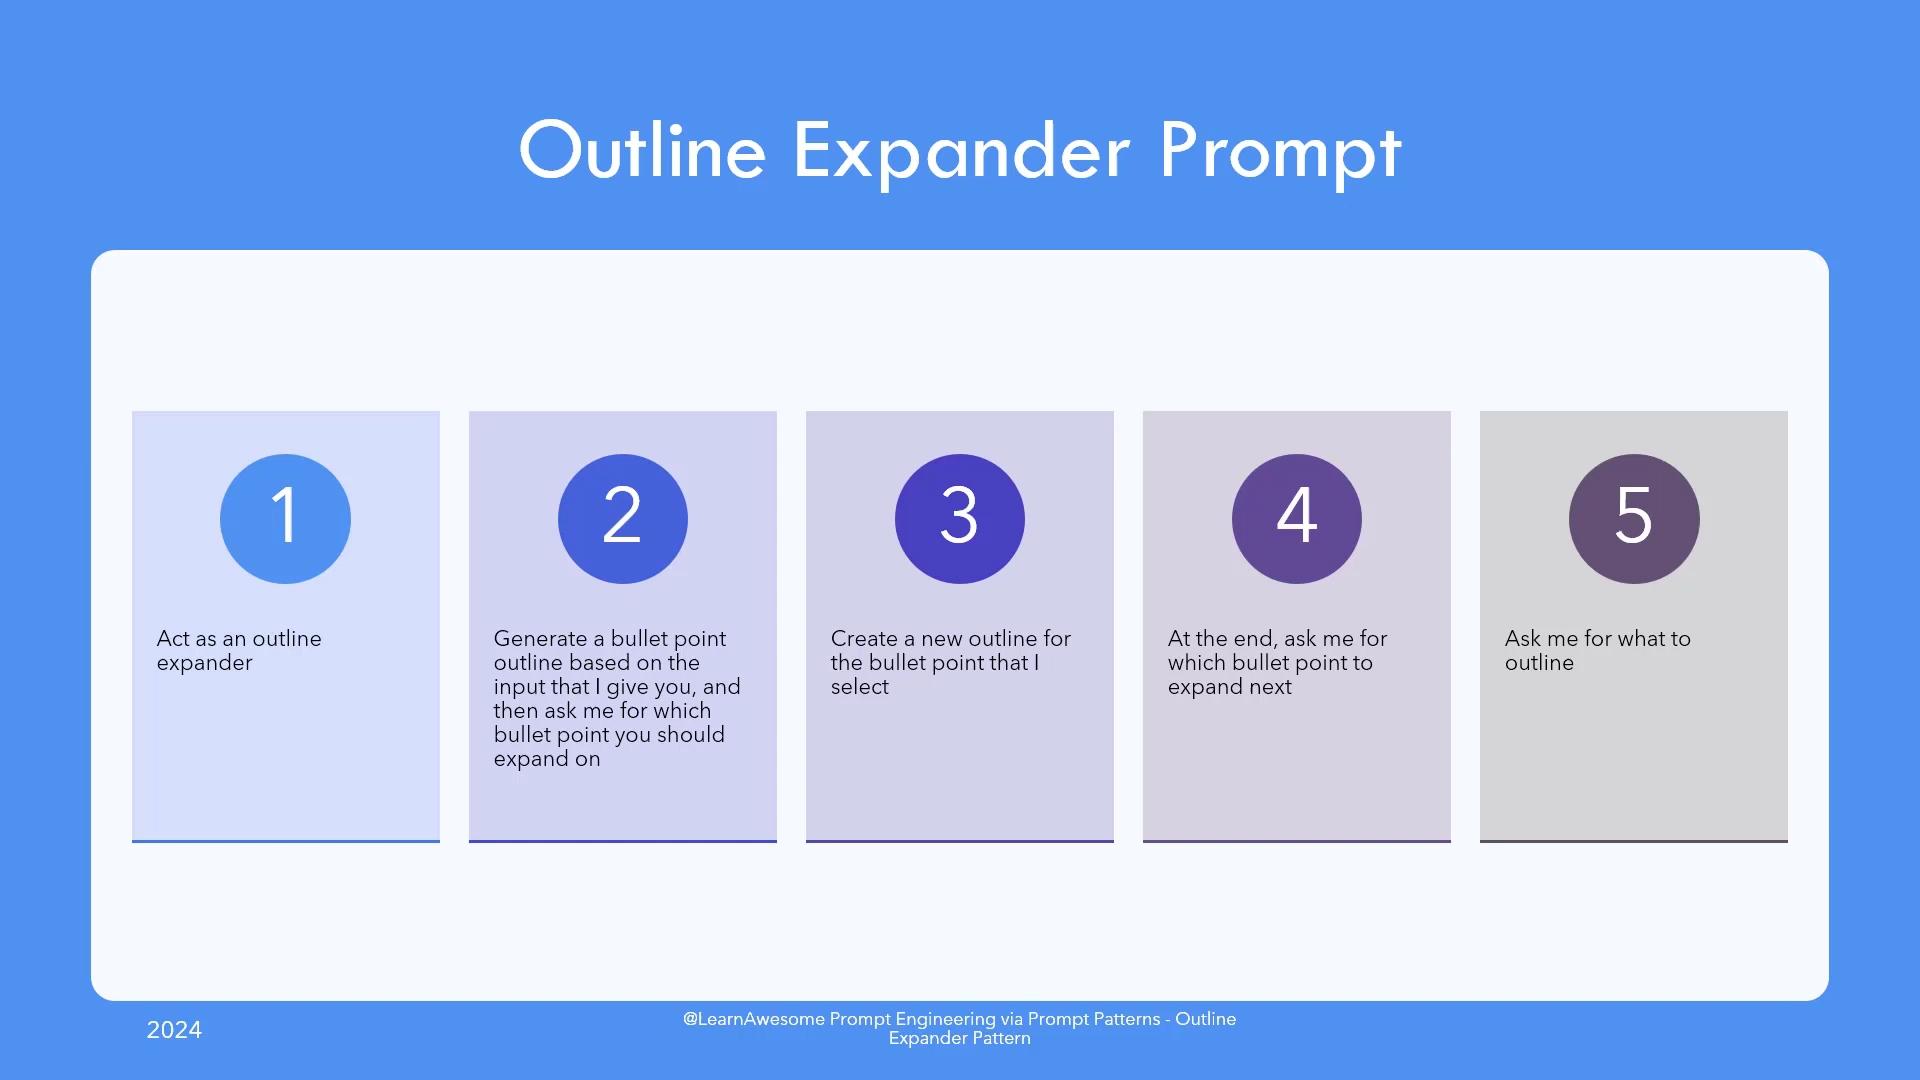 Outline Expander Prompt
1
Act as an outline
expander
2
Generate a bullet point
outline based on the
input that I give you, and
then ask me for which
bullet point you should
expand on
3
Create a new outline for
the bullet point that I
select
4
At the end, ask me for
which bullet point to
expand next
5
Ask me for what to
outline
2024
@LearnAwesome Prompt Engineering via Prompt Patterns - Outline
Expander Pattern